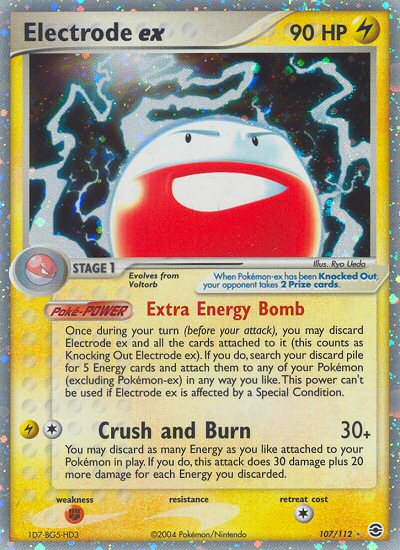 Electrode ex 90 HP
Illus. Ryo Ueda
STAGE 1
Evolves from
Voltorb
When Pokémon-ex has been Knocked Out,
your opponent takes 2 Prize cards.
Poké-POWER Extra Energy Bomb
Once during your turn (before your attack), you may discard
Electrode ex and all the cards attached to it (this counts as
Knocking Out Electrode ex). If you do, search your discard pile
for 5 Energy cards and attach them to any of your Pokémon
(excluding Pokémon-ex) in any way you like. This power can't
be used if Electrode ex is affected by a Special Condition.
Crush and Burn 30+
You may discard as many Energy as you like attached to your
Pokémon in play. If you do, this attack does 30 damage plus 20
more damage for each Energy you discarded.
weakness resistance retreat cost
1D7-BG5-HD3
©2004 Pokémon/Nintendo
107/112